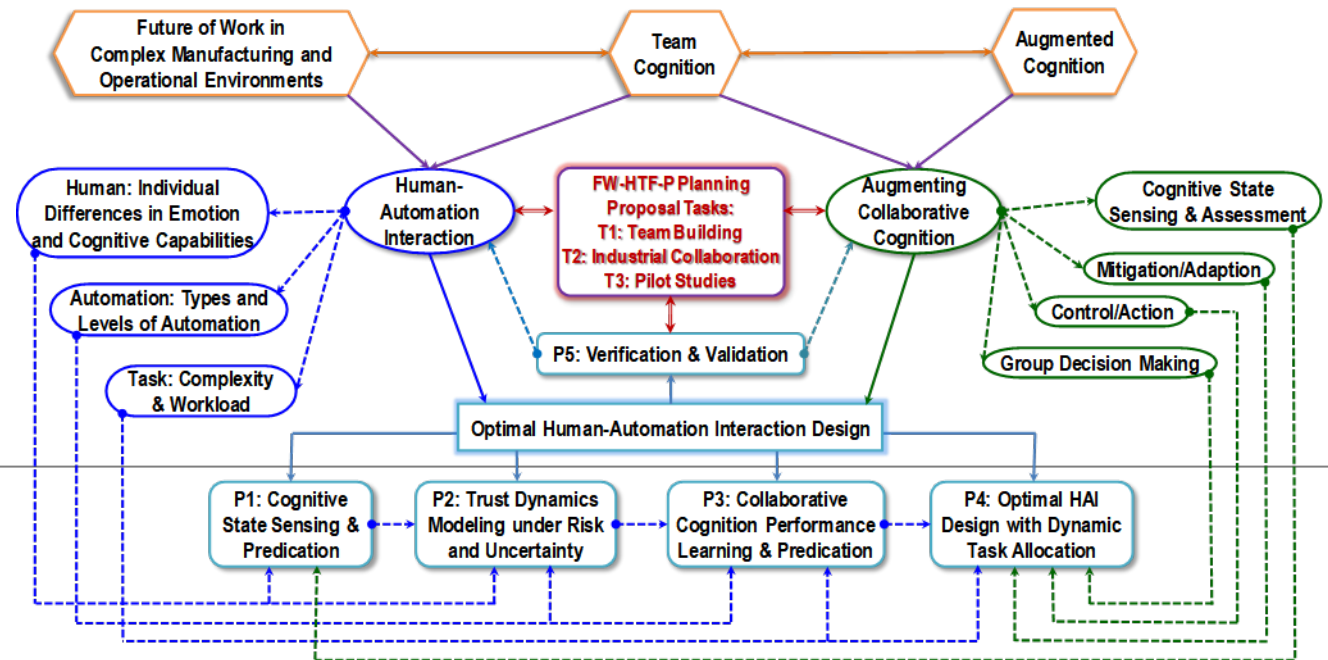 Future of Work in
Complex Manufacturing and
Operational Environments
Team
Cognition
Augmented
Cognition
Human: Individual
Differences in Emotion
and Cognitive Capabilities
Human-
Automation
Interaction
FW-HTF-P Planning
Proposal Tasks:
T1: Team Building
T2: Industrial Collaboration
T3: Pilot Studies
Augmenting
Collaborative
Cognition
Cognitive State
Sensing & Assessment
Automation: Types and
Levels of Automation
Mitigation/Adaption
Control/Action
P5: Verification & Validation
Group Decision Making
Task: Complexity
& Workload
Optimal Human-Automation Interaction Design
P1: Cognitive
State Sensing &
Predication
P2: Trust Dynamics
Modeling under Risk
and Uncertainty
P3: Collaborative
Cognition Performance
Learning & Predication
P4: Optimal HAI
Design with Dynamic
Task Allocation